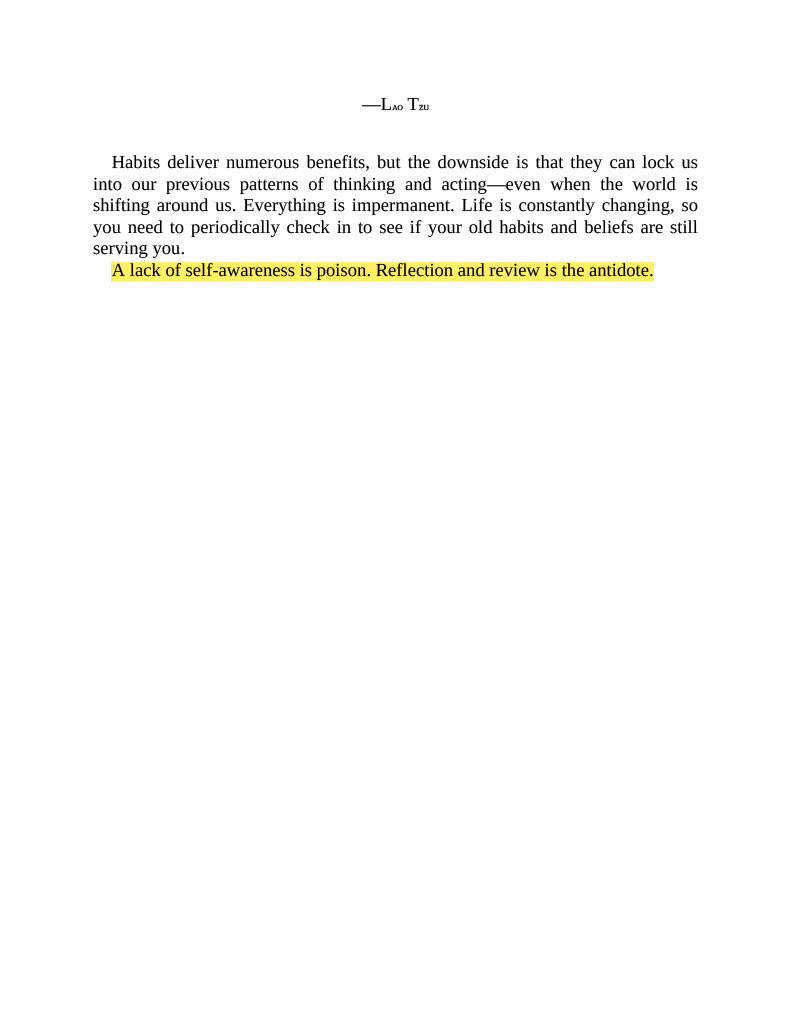 —Lao Tzu
Habits deliver numerous benefits, but the downside is that they can lock us
into our previous patterns of thinking and acting—even when the world is
shifting around us. Everything is impermanent. Life is constantly changing, so
you need to periodically check in to see if your old habits and beliefs are still
serving you.
A lack of self-awareness is poison. Reflection and review is the antidote.